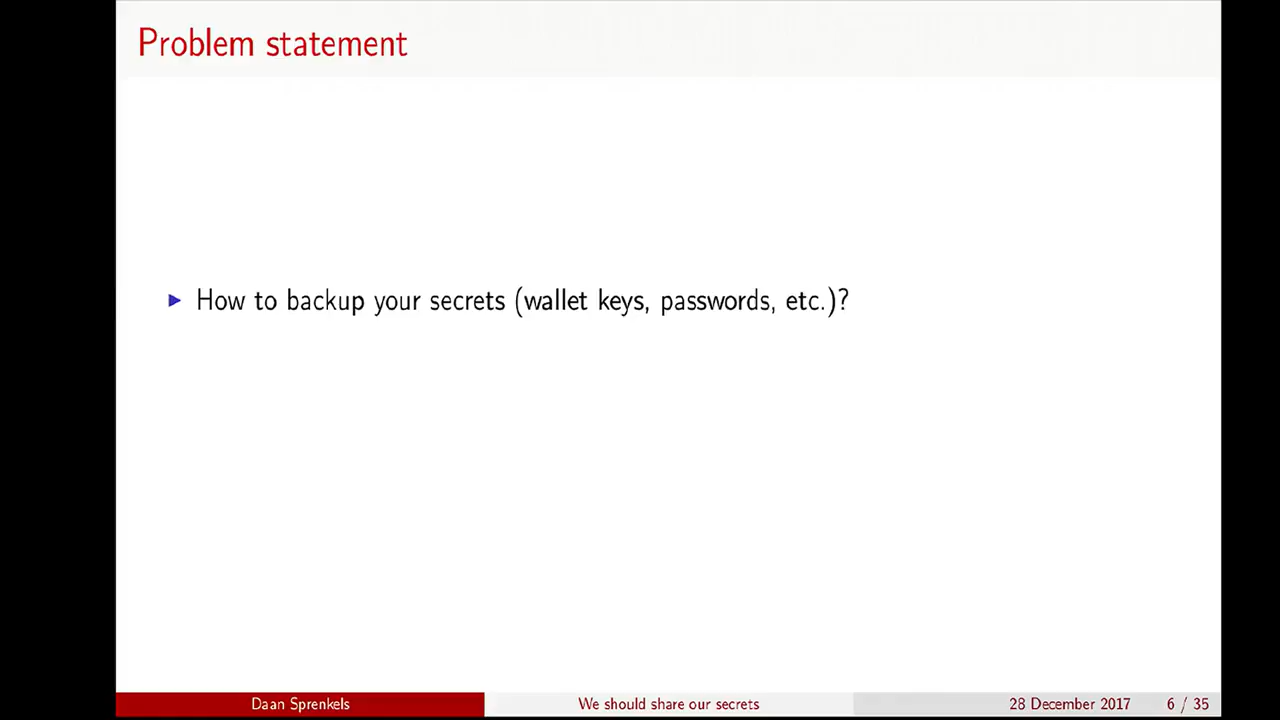 Problem statement
How to backup your secrets (wallet keys, passwords, etc.)?
Daan Sprenkels
We should share our secrets
28 December 2017
6 / 35